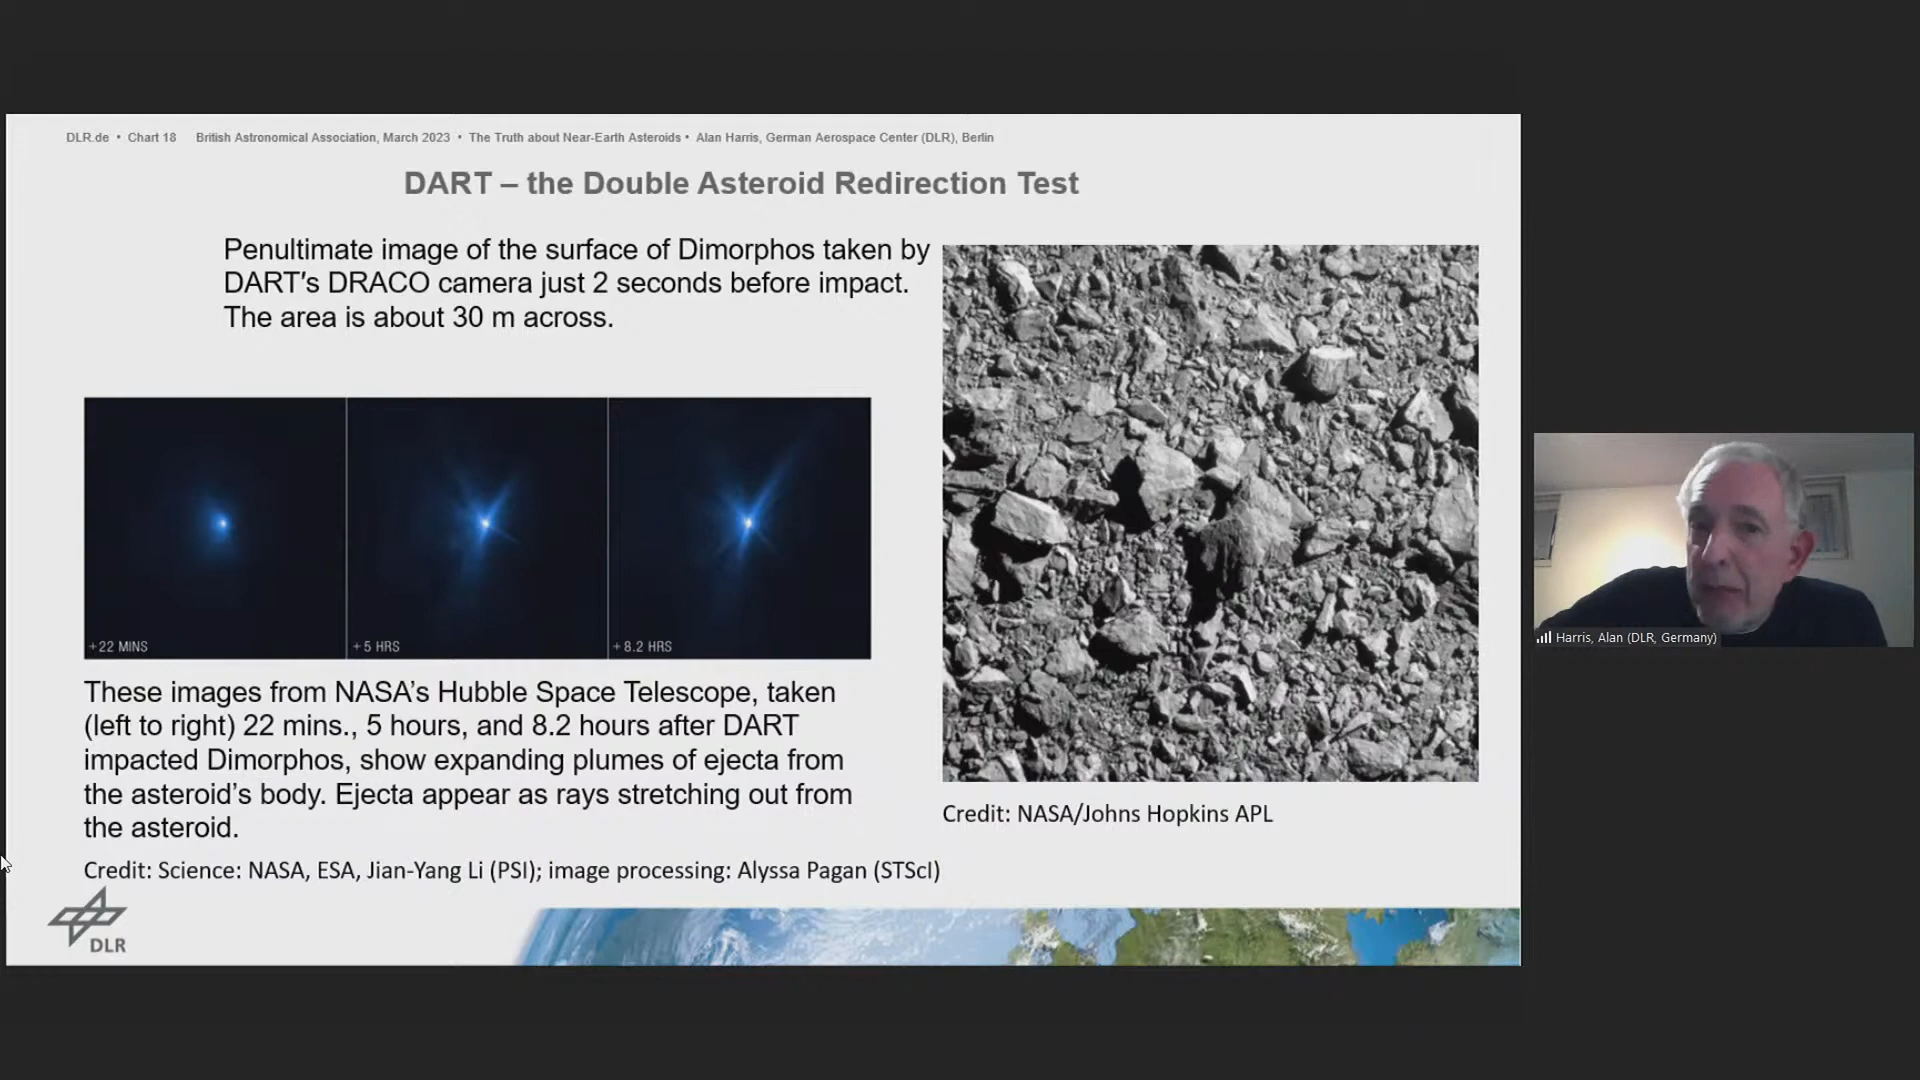 DLR.de • Chart 18 British Astronomical Association, March 2023 • The Truth about Near-Earth Asteroids • Alan Harris, German Aerospace Center (DLR), Berlin
DART – the Double Asteroid Redirection Test
Penultimate image of the surface of Dimorphos taken by
DART's DRACO camera just 2 seconds before impact.
The area is about 30 m across.
+22 MINS
+5 HRS
+8.2 HRS
These images from NASA’s Hubble Space Telescope, taken
(left to right) 22 mins., 5 hours, and 8.2 hours after DART
impacted Dimorphos, show expanding plumes of ejecta from
the asteroid’s body. Ejecta appear as rays stretching out from
the asteroid.
Credit: Science: NASA, ESA, Jian-Yang Li (PSI); image processing: Alyssa Pagan (STScI)
Credit: NASA/Johns Hopkins APL
DLR
Harris, Alan (DLR, Germany)